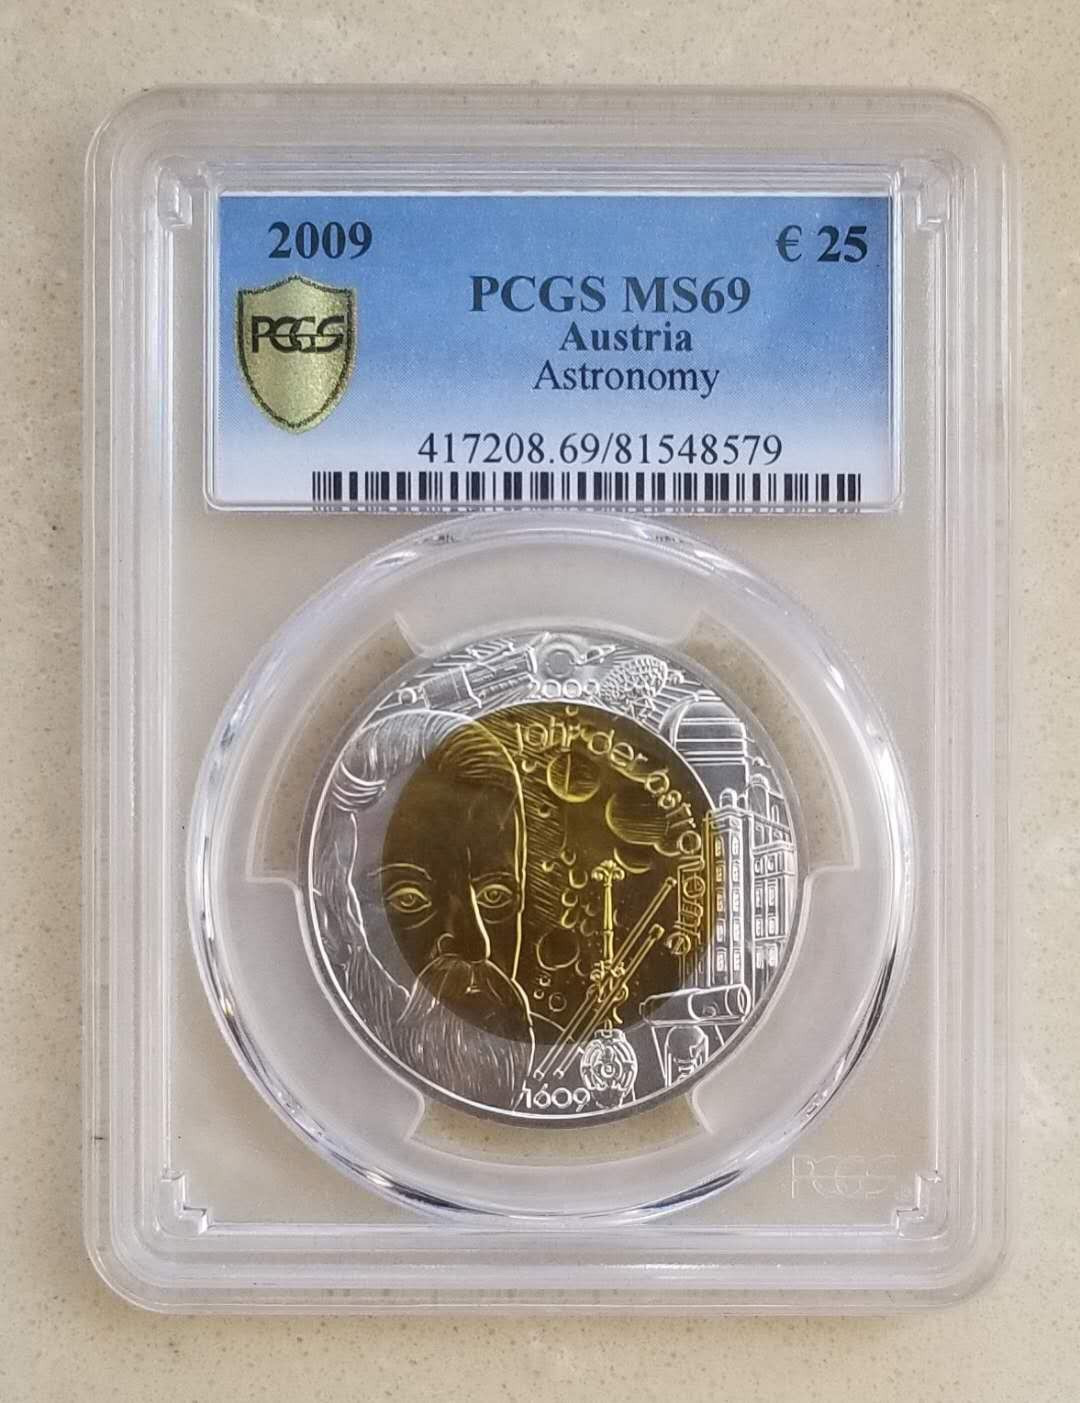 2009
€ 25
PCGS MS69
PCGS
Austria
Astronomy
417208.69/81548579
2009
jahr der astronomie
1609
PCGS